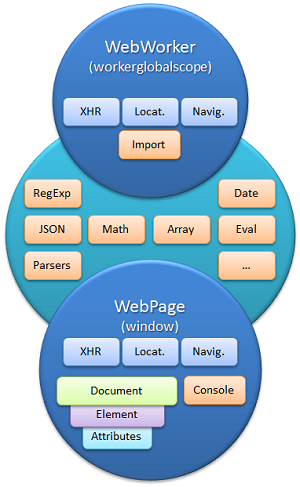 WebWorker
(workerglobalscope)
XHR Locat. Navig.
Import
RegExp Date
JSON Math Array Eval
Parsers ...
WebPage
(window)
XHR Locat. Navig.
Document Console
Element
Attributes